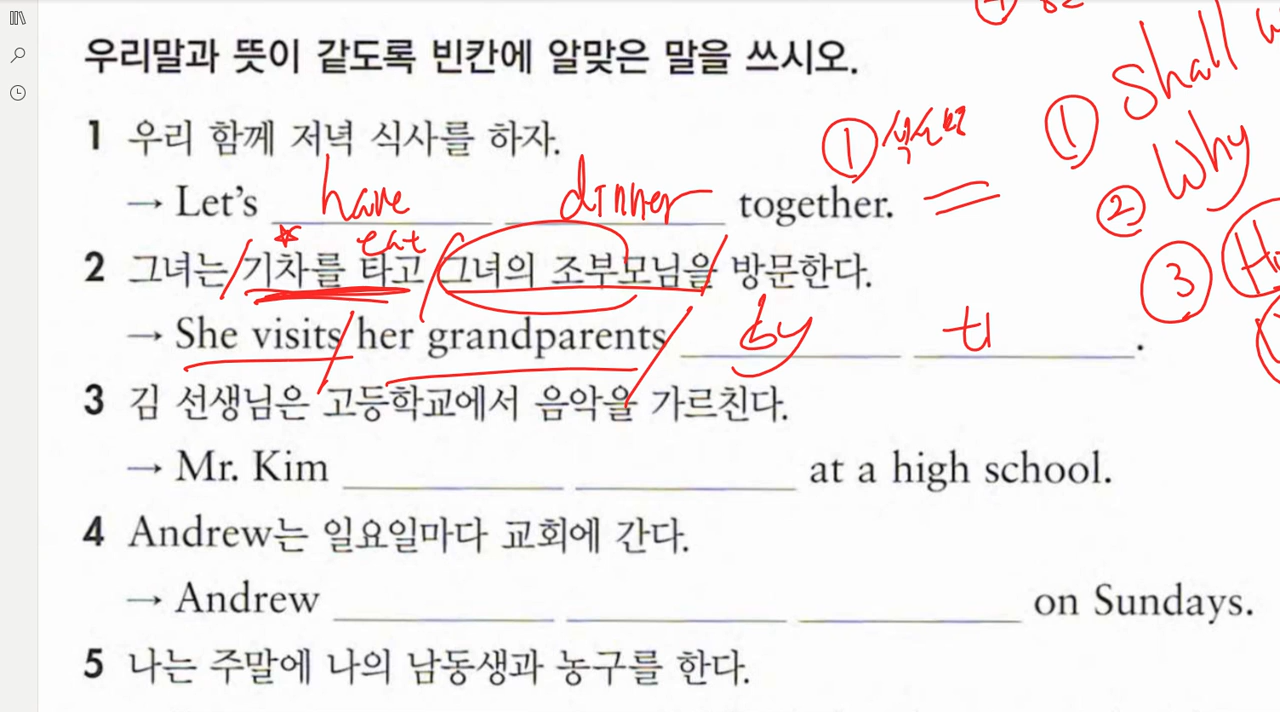 우리말과 뜻이 같도록 빈칸에 알맞은 말을 쓰시오.
① Shall
1 우리 함께 저녁 식사를 하자.
①
② Why
→ Let's have dinner together. =
eat
2 그녀는 기차를 타고 그녀의 조부모님을 방문한다.
③
→ She visits her grandparents by .
3 김 선생님은 고등학교에서 음악을 가르친다.
→ Mr. Kim at a high school.
4 Andrew는 일요일마다 교회에 간다.
→ Andrew on Sundays.
5 나는 주말에 나의 남동생과 농구를 한다.